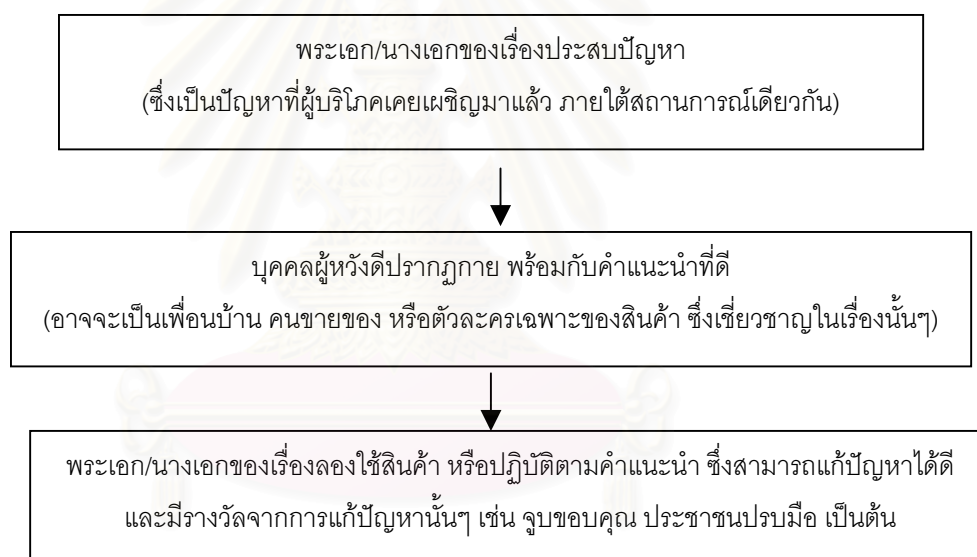 พระเอก/นางเอกของเรื่องประสบปัญหา
(ซึ่งเป็นปัญหาที่ผู้บริโภคเคยเผชิญมาแล้ว ภายใต้สถานการณ์เดียวกัน)
บุคคลผู้หวังดีปรากฏกาย พร้อมกับคำแนะนำที่ดี
(อาจจะเป็นเพื่อนบ้าน คนขายของ หรือตัวละครเฉพาะของสินค้า ซึ่งเชี่ยวชาญในเรื่องนั้นๆ)
พระเอก/นางเอกของเรื่องลองใช้สินค้า หรือปฏิบัติตามคำแนะนำ ซึ่งสามารถแก้ปัญหาได้ดี
และมีรางวัลจากการแก้ปัญหานั้นๆ เช่น จูบขอบคุณ ประชาชนปรบมือ เป็นต้น